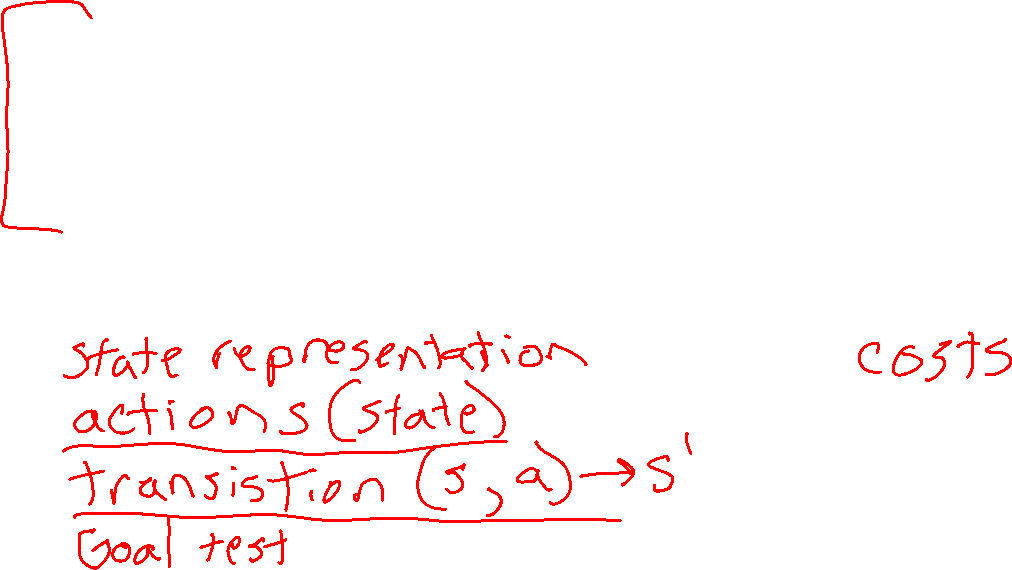 state representation costs
actions(state)
transistion (s, a) → s'
Goal test